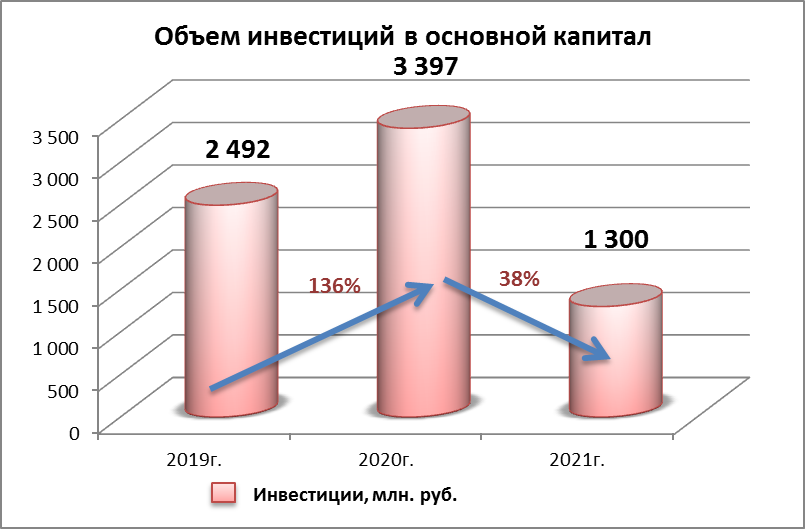 Объем инвестиций в основной капитал
3 397
2 492
1 300
136%
38%
3 500
3 000
2 500
2 000
1 500
1 000
500
0
2019г.
2020г.
2021г.
Инвестиции, млн. руб.